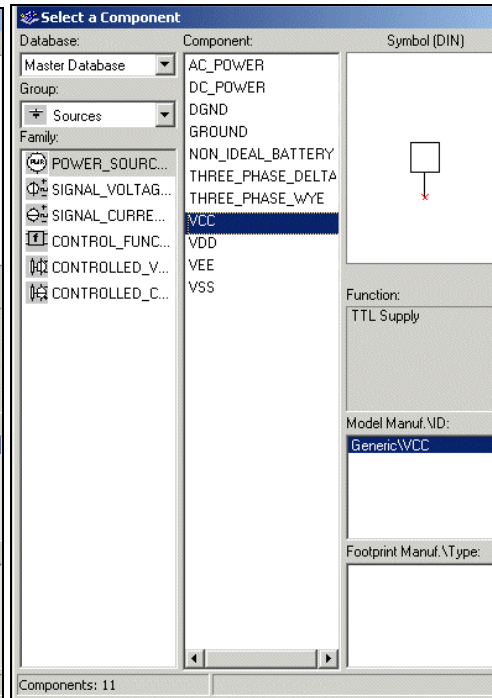 Select a Component
Database:
Master Database
Group:
Sources
Family:
POWER_SOURC...
SIGNAL_VOLTAG...
SIGNAL_CURRE...
CONTROL_FUNC...
CONTROLLED_V...
CONTROLLED_C...
Component:
AC_POWER
DC_POWER
DGND
GROUND
NON_IDEAL_BATTERY
THREE_PHASE_DELTA
THREE_PHASE_WYE
VCC
VDD
VEE
VSS
Symbol (DIN)
Function:
TTL Supply
Model Manuf.\ID:
Generic\VCC
Footprint Manuf.\Type:
Components: 11